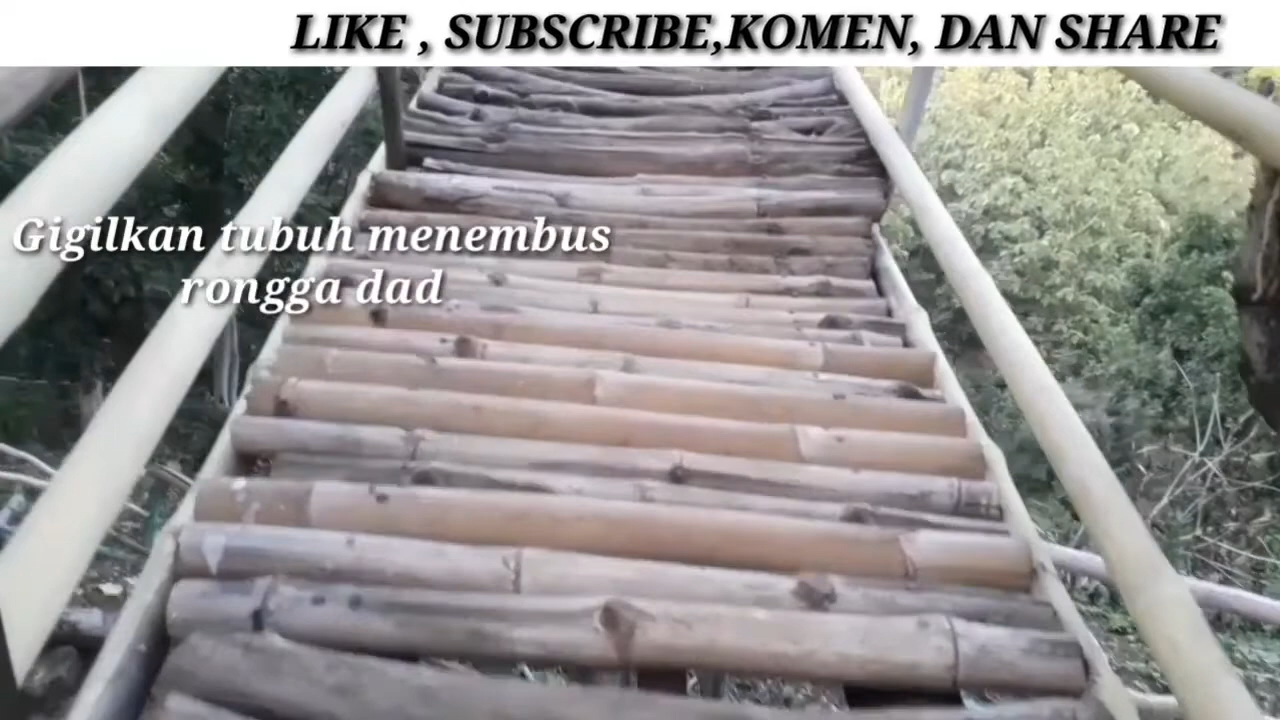 LIKE , SUBSCRIBE,KOMEN, DAN SHARE
Gigilkan tubuh menembus
rongga dad